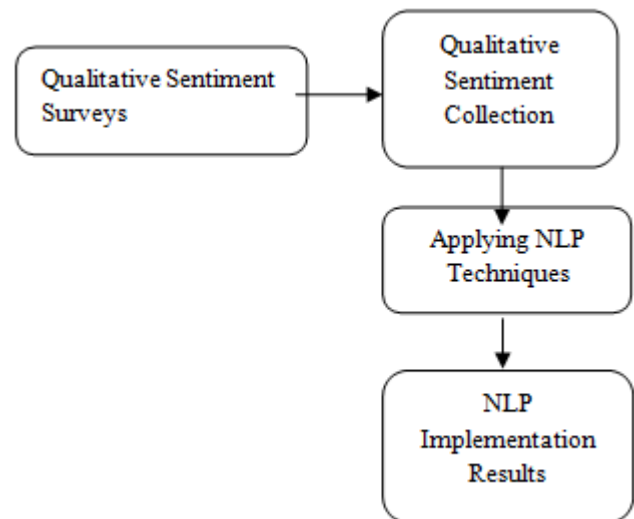 Qualitative Sentiment
Surveys
Qualitative
Sentiment
Collection
Applying NLP
Techniques
NLP
Implementation
Results